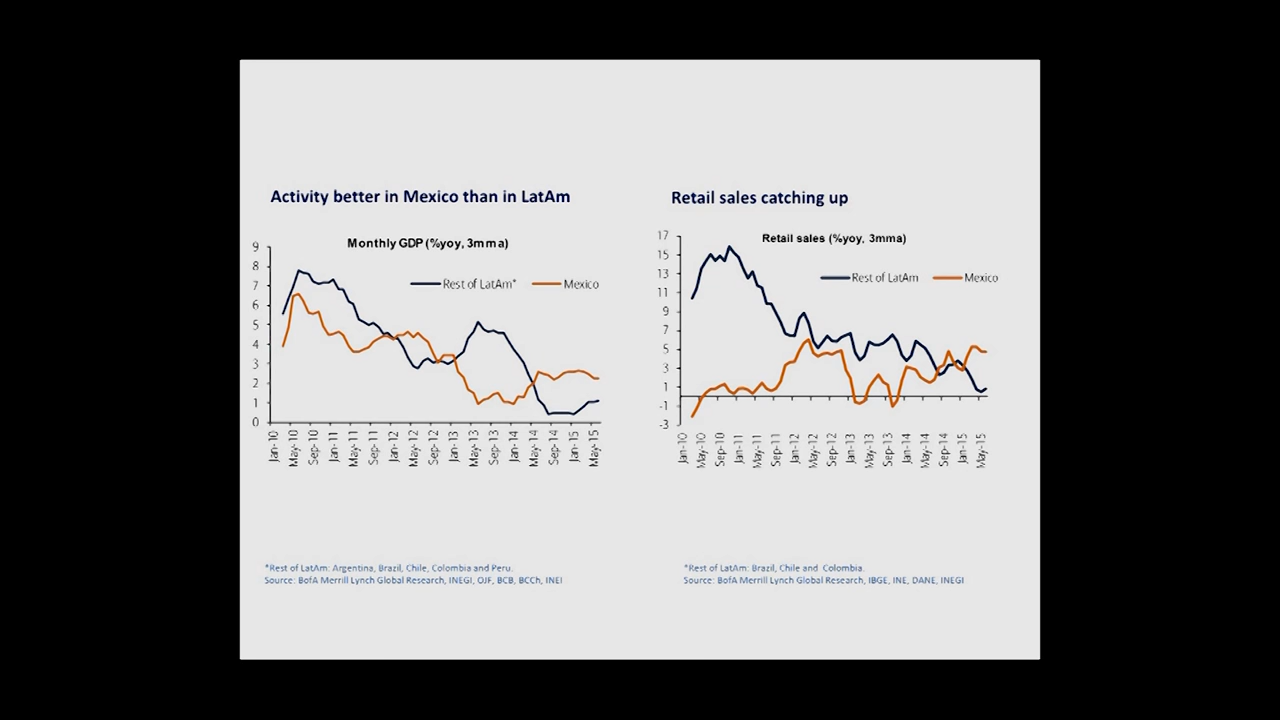 Activity better in Mexico than in LatAm
Monthly GDP (%yoy, 3mma)
Rest of LatAm*
Mexico
9
8
7
6
5
4
3
2
1
0
Jan-10
May-10
Sep-10
Jan-11
May-11
Sep-11
Jan-12
May-12
Sep-12
Jan-13
May-13
Sep-13
Jan-14
May-14
Sep-14
Jan-15
May-15
*Rest of LatAm: Argentina, Brazil, Chile, Colombia and Peru.
Source: BofA Merrill Lynch Global Research, INEGI, OJF, BCB, BCCh, INEI
Retail sales catching up
Retail sales (%yoy, 3mma)
Rest of LatAm
Mexico
17
15
13
11
9
7
5
3
1
-1
-3
Jan-10
May-10
Sep-10
Jan-11
May-11
Sep-11
Jan-12
May-12
Sep-12
Jan-13
May-13
Sep-13
Jan-14
May-14
Sep-14
Jan-15
May-15
*Rest of LatAm: Brazil, Chile and Colombia.
Source: BofA Merrill Lynch Global Research, IBGE, INE, DANE, INEGI